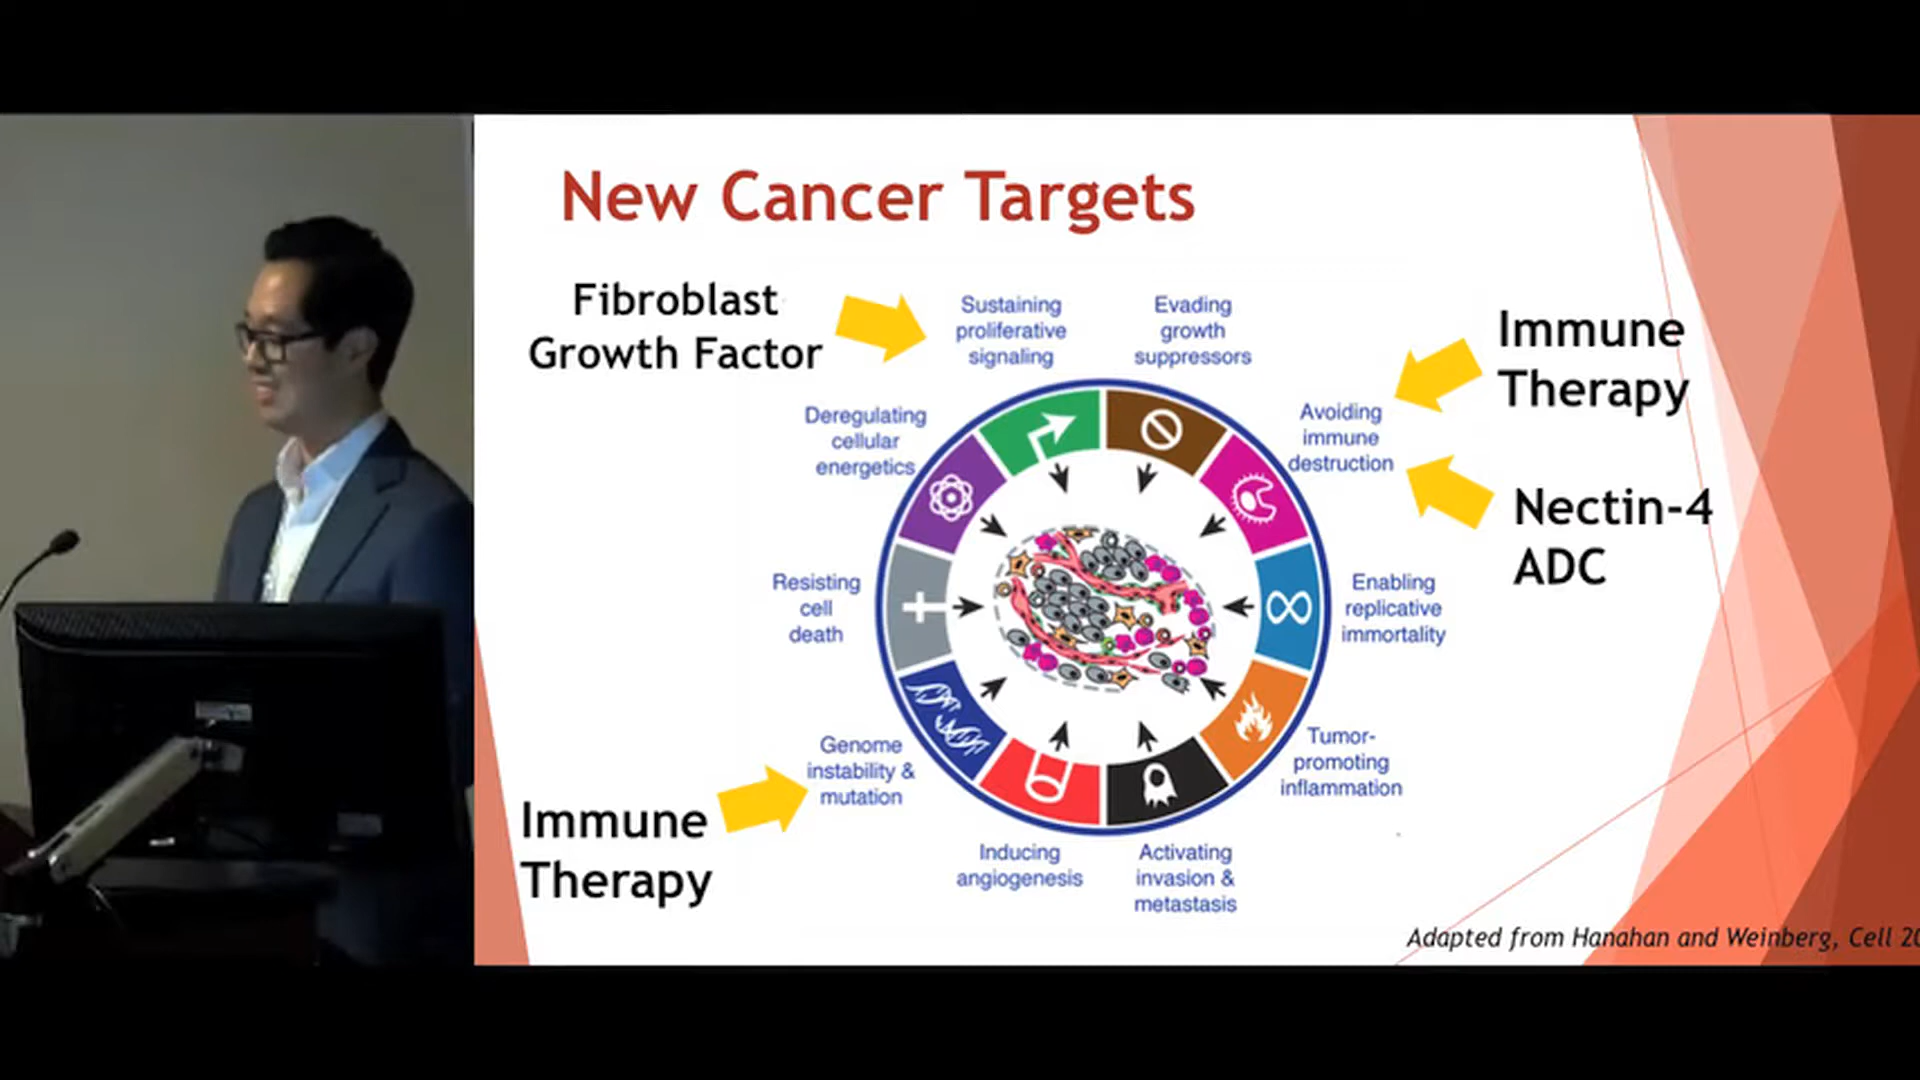 New Cancer Targets
Fibroblast
Growth Factor
Sustaining
proliferative
signaling
Evading
growth
suppressors
Immune
Therapy
Deregulating
cellular
energetics
Avoiding
immune
destruction
Nectin-4
ADC
Resisting
cell
death
Enabling
replicative
immortality
Genome
instability &
mutation
Tumor-
promoting
inflammation
Immune
Therapy
Inducing
angiogenesis
Activating
invasion &
metastasis
Adapted from Hanahan and Weinberg, Cell